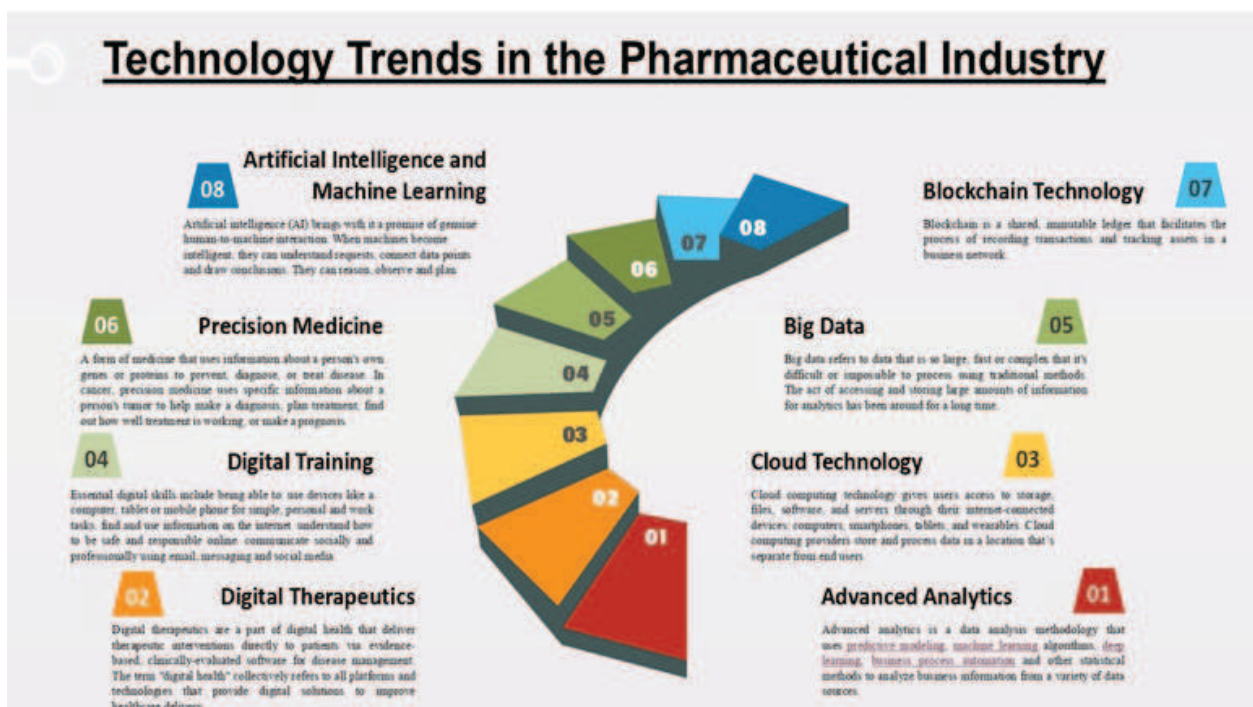 Technology Trends in the Pharmaceutical Industry
08
Artificial Intelligence and
Machine Learning
Artificial intelligence (AI) brings with it a promise of genuine
human-to-machine interaction. When machines become
intelligent, they can understand requests, connect data points
and draw conclusions. They can reason, observe and plan
06
Precision Medicine
A form of medicine that uses information about a person's own
genes or proteins to prevent, diagnose, or treat disease. In
cancer, precision medicine uses specific information about a
person's tumor to help make a diagnosis, plan treatment, find
out how well treatment is working, or make a prognosis.
04
Digital Training
Essential digital skills include being able to: use devices like a
computer, tablet or mobile phone for simple, personal and work
tasks. find and use information on the internet. understand how
to be safe and responsible online. communicate socially and
professionally using email, messaging and social media.
02
Digital Therapeutics
Digital therapeutics are a part of digital health that deliver
therapeutic interventions directly to patients via evidence-
based, clinically-evaluated software for disease management.
The term "digital health" collectively refers to all platforms and
technologies that provide digital solutions to improve
healthcare delivery.
08
07
06
05
04
03
02
01
Blockchain Technology
07
Blockchain is a shared, immutable ledger that facilitates the
process of recording transactions and tracking assets in a
business network.
Big Data
05
Big data refers to data that is so large, fast or complex that it's
difficult or impossible to process using traditional methods.
The act of accessing and storing large amounts of information
for analytics has been around for a long time.
Cloud Technology
03
Cloud computing technology gives users access to storage,
files, software, and servers through their internet-connected
devices: computers, smartphones, tablets, and wearables. Cloud
computing providers store and process data in a location that's
separate from end users.
Advanced Analytics
01
Advanced analytics is a data analysis methodology that
uses predictive modeling, machine learning algorithms, deep
learning, business process automation and other statistical
methods to analyze business information from a variety of data
sources.